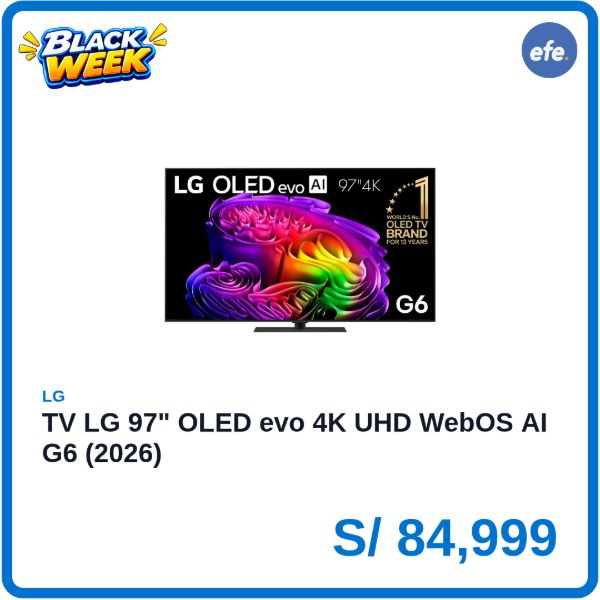 BLACK
WEEK
efe.
LG OLED evo AI 97"4K
1
WORLD'S No.
OLED TV
BRAND
FOR 13 YEARS
G6
LG
TV LG 97" OLED evo 4K UHD WebOS AI
G6 (2026)
S/ 84,999